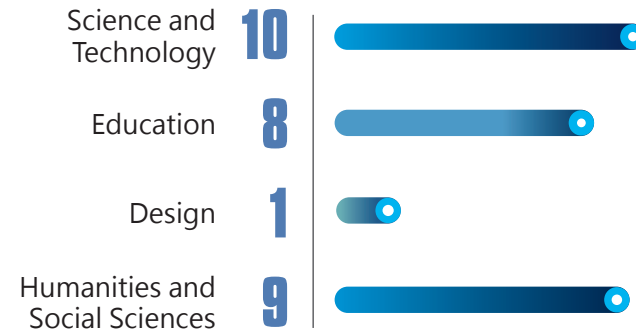 Science and
Technology
10
Education
8
Design
1
Humanities and
Social Sciences
9